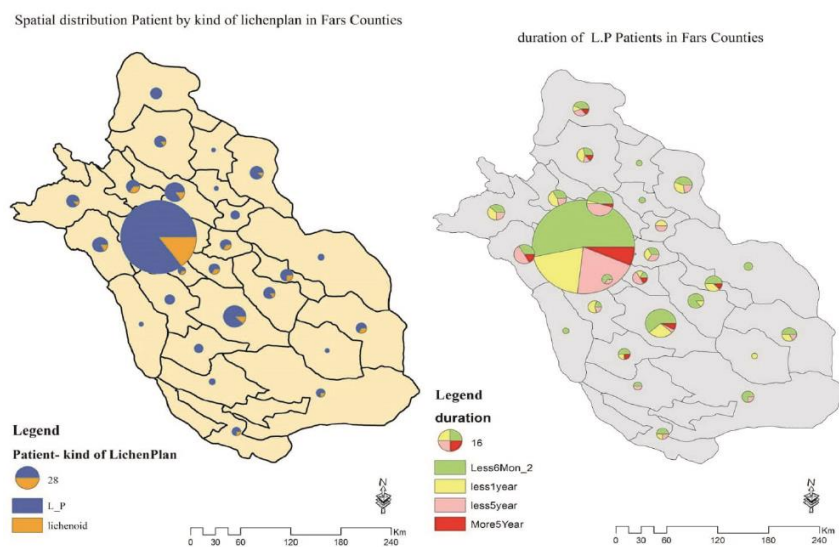 Spatial distribution Patient by kind of lichenplan in Fars Counties
Legend
Patient- kind of LichenPlan
28
L_P
lichenoid
N
0 30 60 120 180 240 Km
duration of L.P Patients in Fars Counties
Legend
duration
16
Less6Mon_2
less1year
less5year
More5Year
N
0 30 60 120 180 240 Km